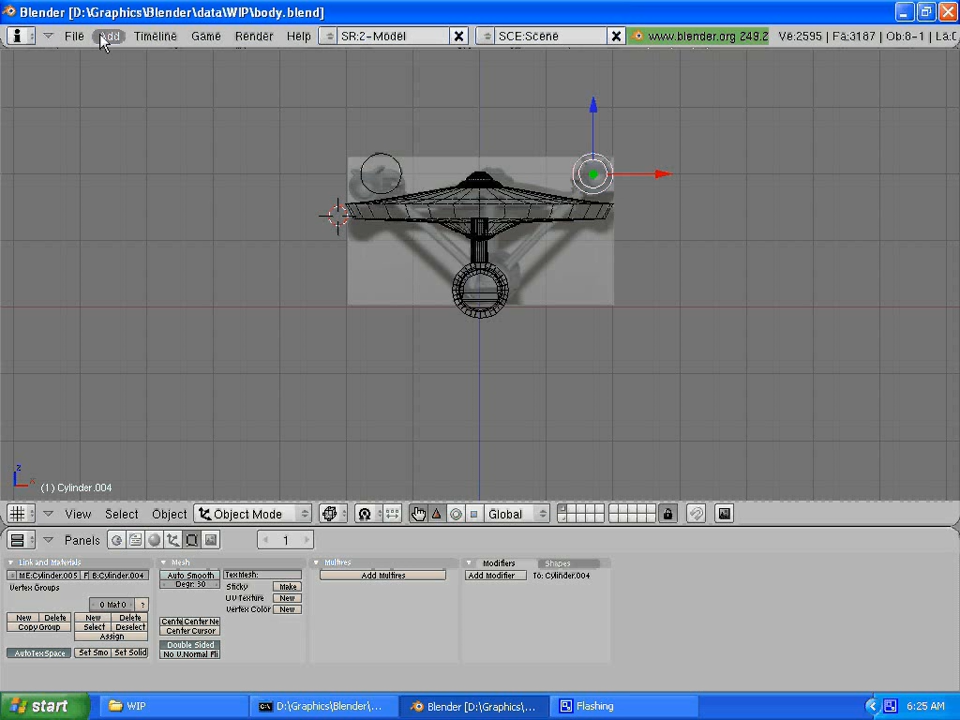 Blender [D:\Graphics\Blender\data\WIP\body.blend]
File Add Timeline Game Render Help SR:2-Model SCE:Scene www.blender.org 249.2 Ve:2595 | Fa:3187 | Ob:8-1 | La:0
z
x
(1) Cylinder.004
View Select Object Object Mode Global
Panels 1
Link and Materials Mesh Multires Modifiers Shapes
ME:Cylinder.005 F OB:Cylinder.004 Auto Smooth TexMesh: Add Multires Add Modifier To: Cylinder.004
Vertex Groups Degr: 30 Sticky Make
UV Texture New
0 Mat 0 ? Vertex Color New
New Delete New Delete Cente Center Ne
Copy Group Select Deselect Center Cursor
Assign
Double Sided
AutoTexSpace Set Smo Set Solid No V.Normal Fli
start WIP D:\Graphics\Blender\... Blender [D:\Graphics\... Flashing 6:25 AM